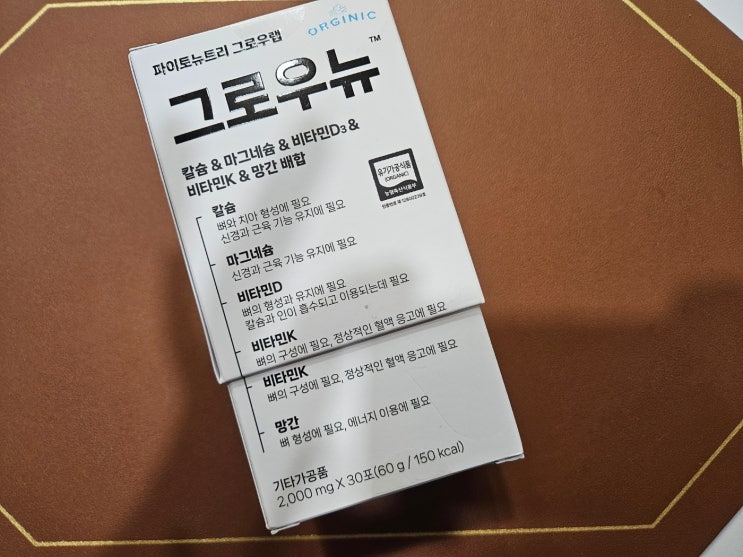 ORGINIC
파이토뉴트리 그로우랩
그로우뉴™
칼슘 & 마그네슘 & 비타민D3 &
비타민K & 망간 배합
유기가공식품
(ORGANIC)
농림축산식품부
칼슘
뼈와 치아 형성에 필요
신경과 근육 기능 유지에 필요
마그네슘
신경과 근육 기능 유지에 필요
비타민D
뼈의 형성과 유지에 필요
칼슘과 인이 흡수되고 이용되는데 필요
비타민K
뼈의 구성에 필요, 정상적인 혈액 응고에 필요
비타민K
뼈의 구성에 필요, 정상적인 혈액 응고에 필요
망간
뼈 형성에 필요, 에너지 이용에 필요
기타가공품
2,000 mg X 30포(60 g / 150 kcal)